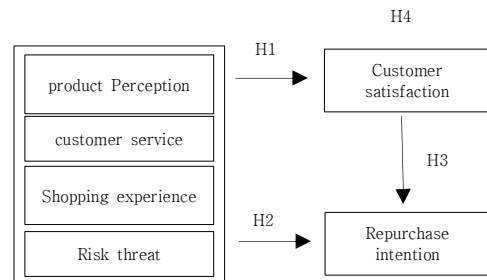 H4
H1
product Perception
Customer
satisfaction
customer service
H3
Shopping experience
H2
Repurchase
intention
Risk threat